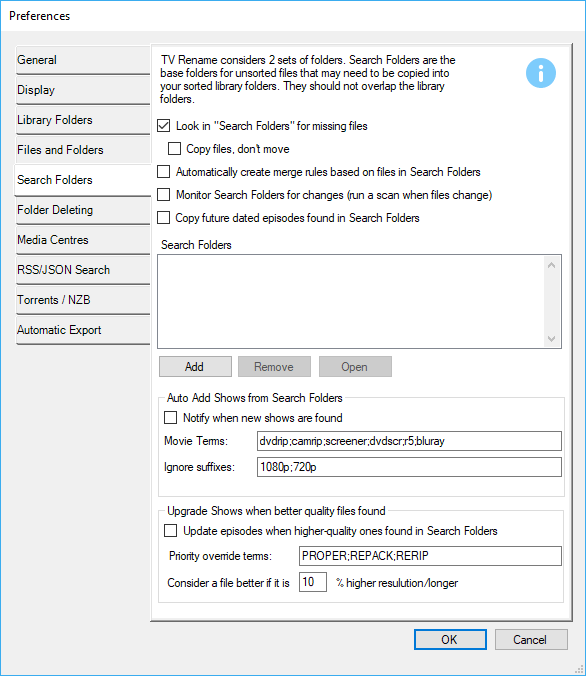 Preferences
General
Display
Library Folders
Files and Folders
Search Folders
Folder Deleting
Media Centres
RSS/JSON Search
Torrents / NZB
Automatic Export
TV Rename considers 2 sets of folders. Search Folders are the
base folders for unsorted files that may need to be copied into
your sorted library folders. They should not overlap the library
folders.
Look in "Search Folders" for missing files
Copy files, don't move
Automatically create merge rules based on files in Search Folders
Monitor Search Folders for changes (run a scan when files change)
Copy future dated episodes found in Search Folders
Search Folders
Add Remove Open
Auto Add Shows from Search Folders
Notify when new shows are found
Movie Terms: dvdrip;camrip;screener;dvdscr;r5;bluray
Ignore suffixes: 1080p;720p
Upgrade Shows when better quality files found
Update episodes when higher-quality ones found in Search Folders
Priority override terms: PROPER;REPACK;RERIP
Consider a file better if it is 10 % higher resulution/longer
OK Cancel